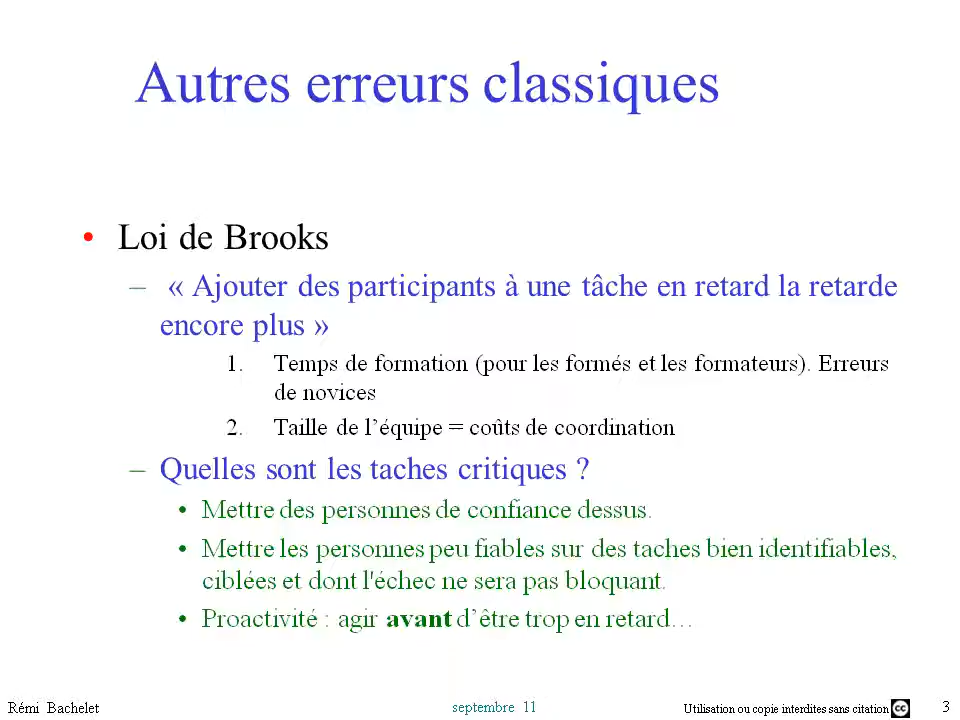 Autres erreurs classiques
• Loi de Brooks
– « Ajouter des participants à une tâche en retard la retarde
encore plus »
1. Temps de formation (pour les formés et les formateurs). Erreurs
de novices
2. Taille de l’équipe = coûts de coordination
– Quelles sont les taches critiques ?
• Mettre des personnes de confiance dessus.
• Mettre les personnes peu fiables sur des taches bien identifiables,
ciblées et dont l'échec ne sera pas bloquant.
• Proactivité : agir avant d’être trop en retard…
Rémi Bachelet septembre 11 Utilisation ou copie interdites sans citation cc 3